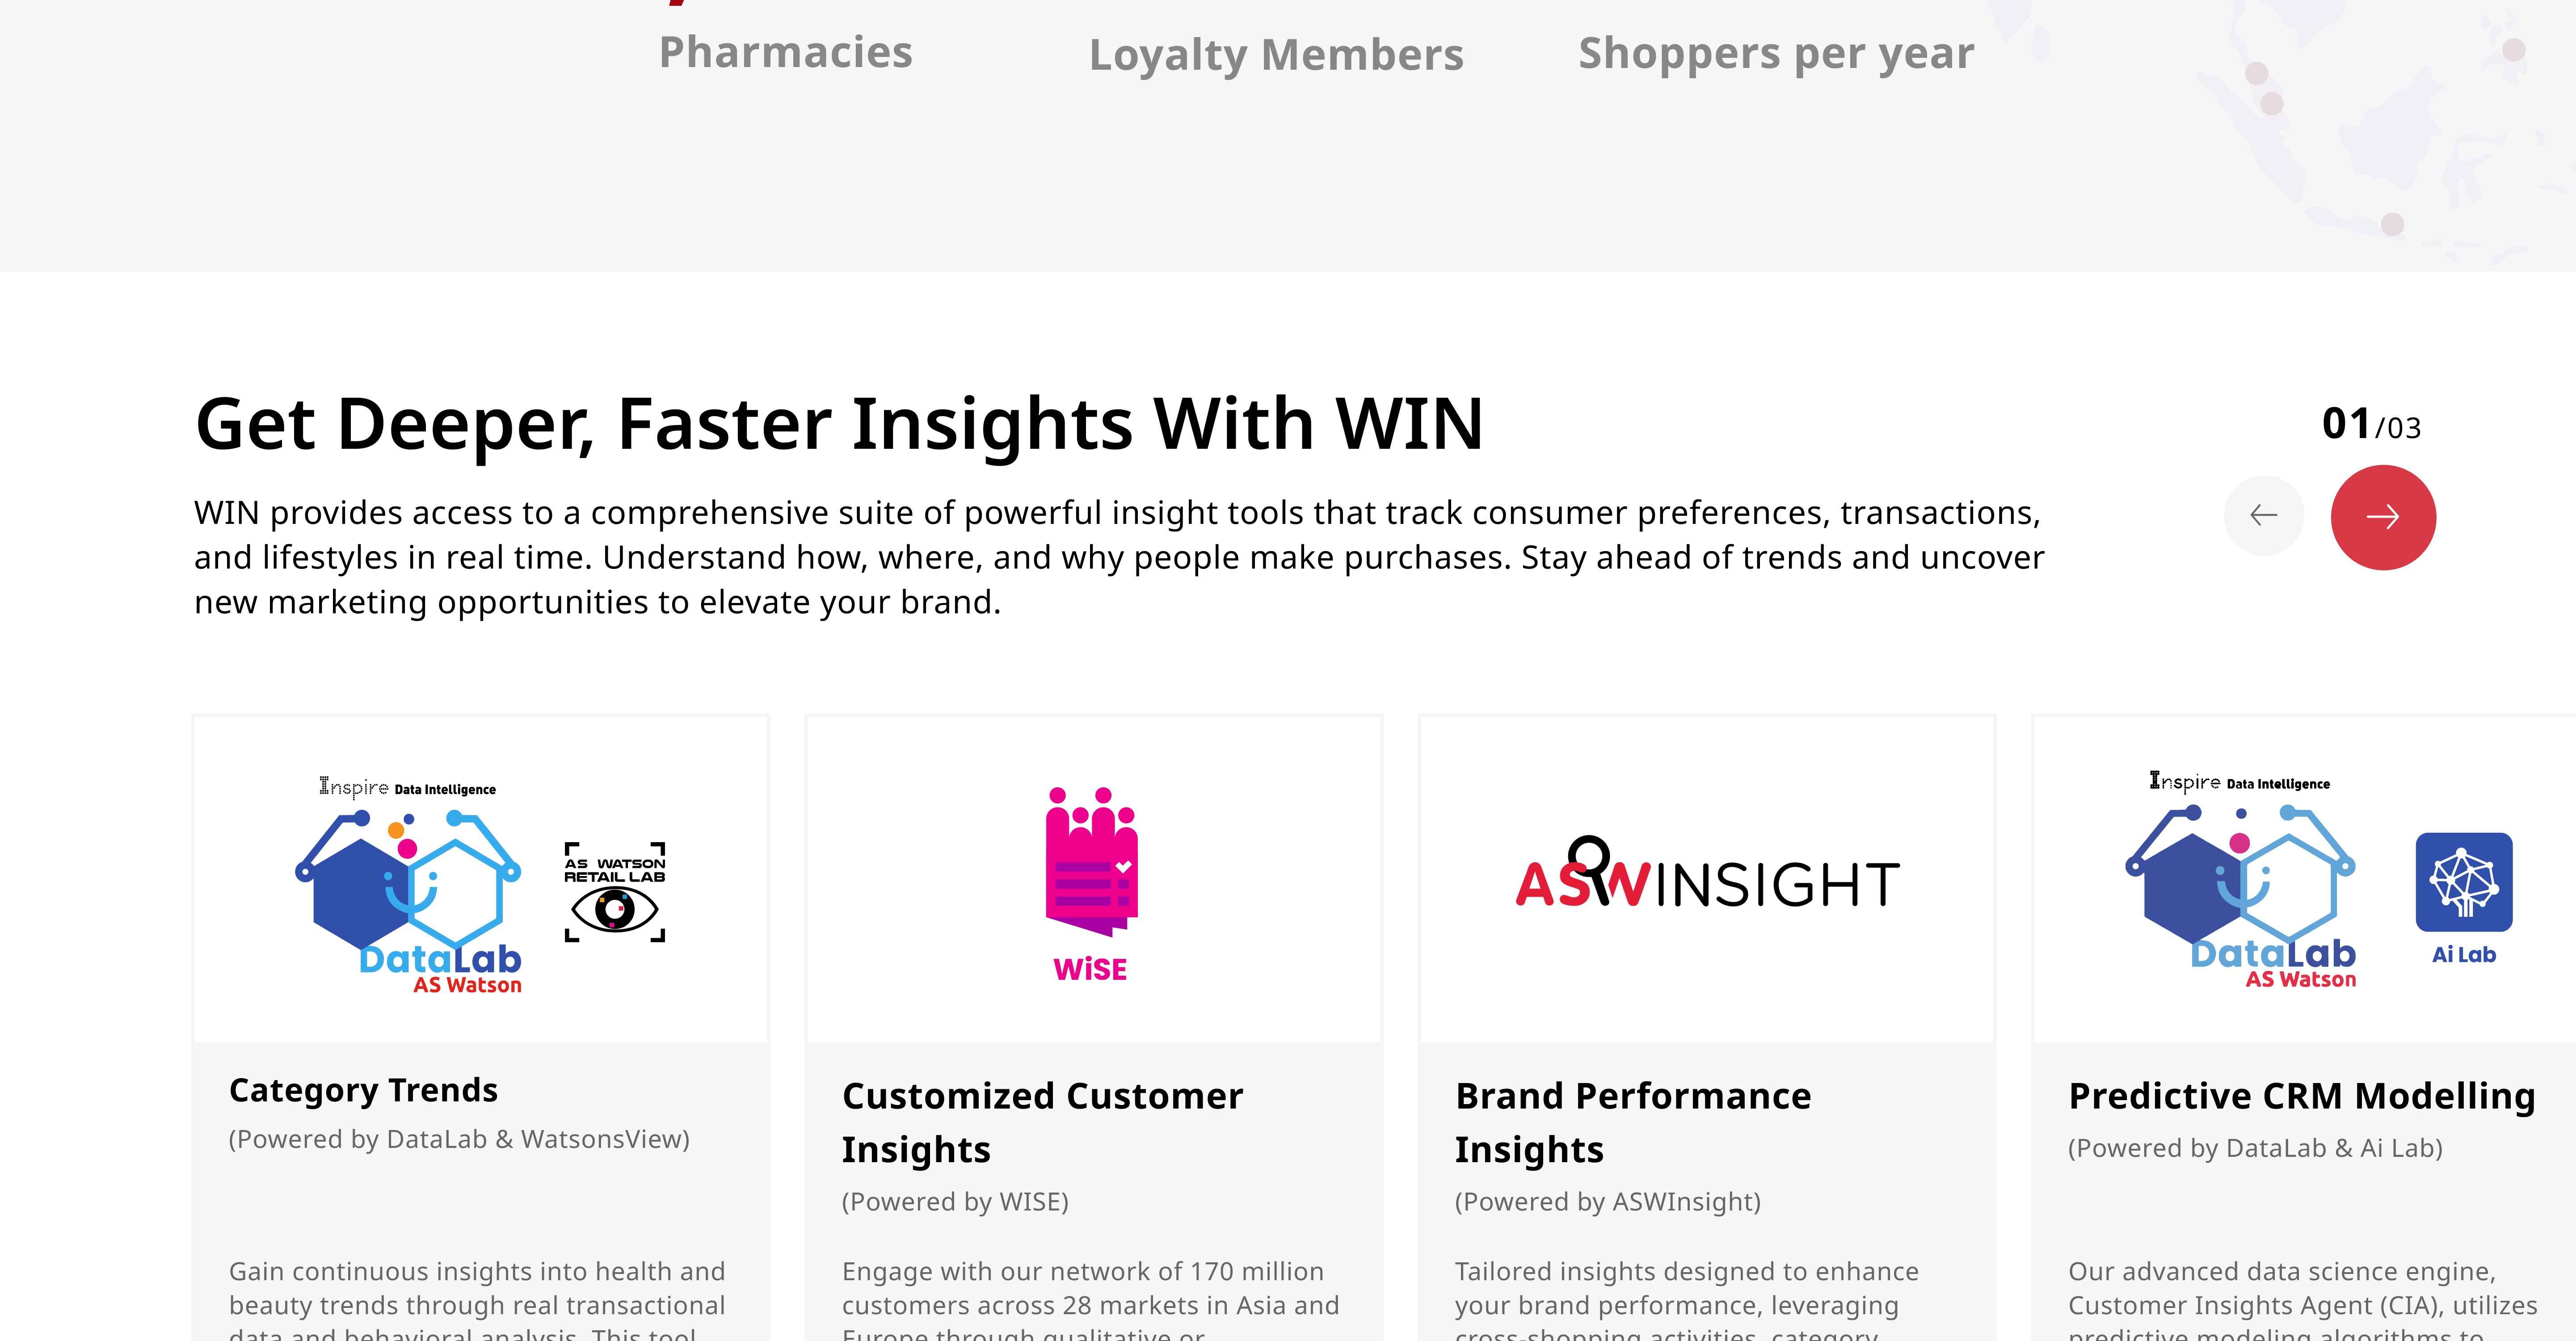 Pharmacies
Loyalty Members
Shoppers per year
Get Deeper, Faster Insights With WIN
01/03
WIN provides access to a comprehensive suite of powerful insight tools that track consumer preferences, transactions,
and lifestyles in real time. Understand how, where, and why people make purchases. Stay ahead of trends and uncover
new marketing opportunities to elevate your brand.
Inspire Data Intelligence
DataLab
AS Watson
AS WATSON
RETAIL LAB
WiSE
ASWINSIGHT
Inspire Data Intelligence
DataLab
AS Watson
Ai Lab
Category Trends
(Powered by DataLab & WatsonsView)
Gain continuous insights into health and
beauty trends through real transactional
data and behavioral analysis. This tool
Customized Customer
Insights
(Powered by WISE)
Engage with our network of 170 million
customers across 28 markets in Asia and
Europe through qualitative or
Brand Performance
Insights
(Powered by ASWInsight)
Tailored insights designed to enhance
your brand performance, leveraging
cross-shopping activities, category
Predictive CRM Modelling
(Powered by DataLab & Ai Lab)
Our advanced data science engine,
Customer Insights Agent (CIA), utilizes
predictive modeling algorithms to